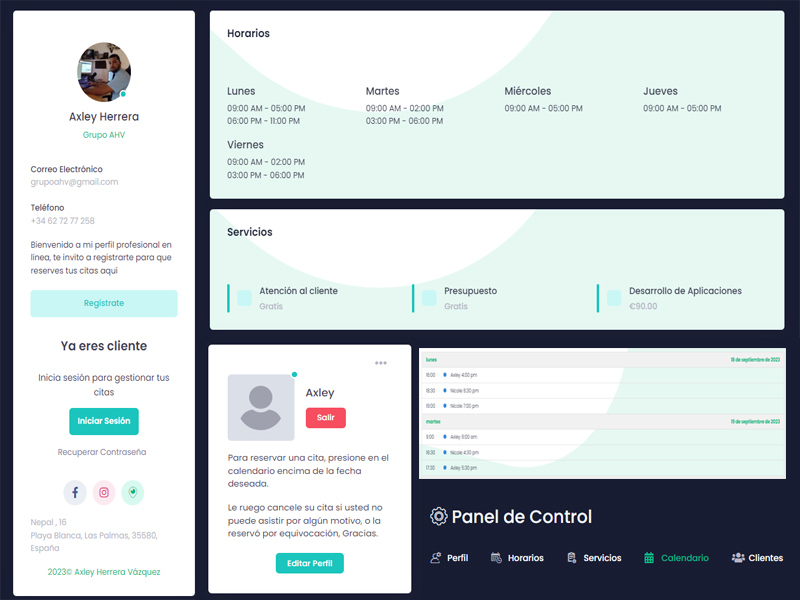 Axley Herrera
Grupo AHV
Correo Electrónico
grupoahv@gmail.com
Teléfono
+34 62 72 77 258
Bienvenido a mi perfil profesional en
línea, te invito a registrarte para que
reserves tus citas aquí
Regístrate
Ya eres cliente
Inicia sesión para gestionar tus
citas
Iniciar Sesión
Recuperar Contraseña
Nepal , 16
Playa Blanca, Las Palmas, 35580,
España
2023© Axley Herrera Vázquez
Horarios
Lunes
09:00 AM - 05:00 PM
06:00 PM - 11:00 PM
Martes
09:00 AM - 02:00 PM
03:00 PM - 06:00 PM
Miércoles
09:00 AM - 05:00 PM
Jueves
09:00 AM - 05:00 PM
Viernes
09:00 AM - 02:00 PM
03:00 PM - 06:00 PM
Servicios
Atención al cliente
Gratis
Presupuesto
Gratis
Desarrollo de Aplicaciones
€90.00
Axley
Salir
Para reservar una cita, presione en el
calendario encima de la fecha
deseada.
Le ruego cancele su cita si usted no
puede asistir por algún motivo, o la
reservó por equivocación, Gracias.
Editar Perfil
lunes 18 de septiembre de 2023
16:00 Axley 4:00 pm
18:30 Nicole 6:30 pm
19:00 Nicole 7:00 pm
martes 19 de septiembre de 2023
9:00 Axley 9:00 am
16:30 Nicole 4:30 pm
17:30 Axley 5:30 pm
Panel de Control
Perfil Horarios Servicios Calendario Clientes